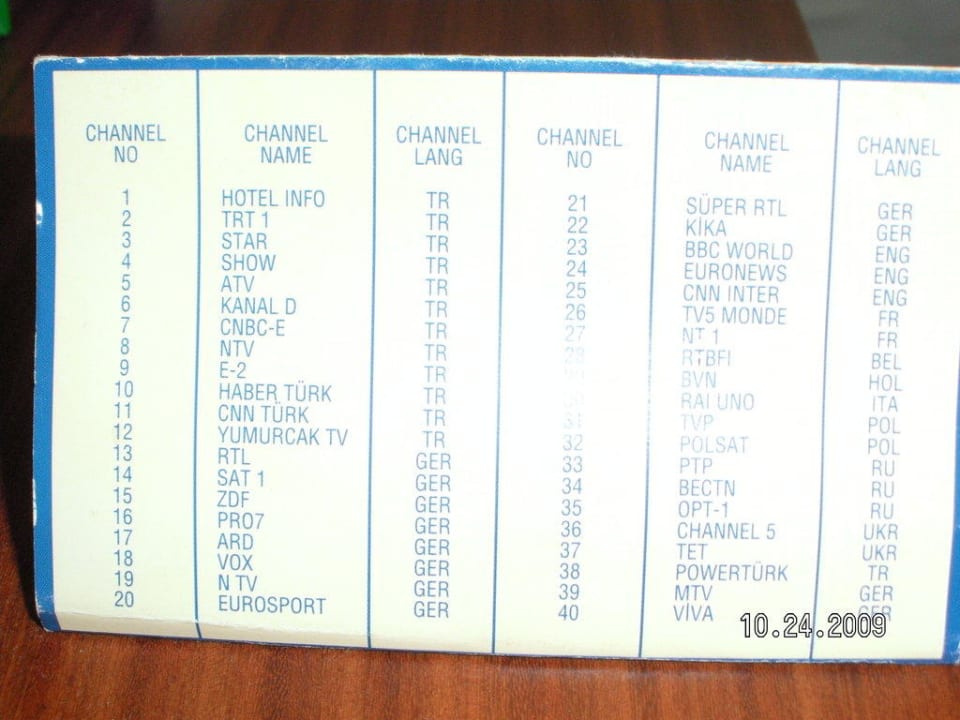 CHANNEL NO CHANNEL NAME CHANNEL LANG CHANNEL NO CHANNEL NAME CHANNEL LANG
1 HOTEL INFO TR 21 SÜPER RTL GER
2 TRT 1 TR 22 KİKA GER
3 STAR TR 23 BBC WORLD ENG
4 SHOW TR 24 EURONEWS ENG
5 ATV TR 25 CNN INTER ENG
6 KANAL D TR 26 TV5 MONDE FR
7 CNBC-E TR 27 NT 1 FR
8 NTV TR 28 RTBFI BEL
9 E-2 TR BVN HOL
10 HABER TÜRK TR RAI UNO ITA
11 CNN TÜRK TR 31 TVP POL
12 YUMURCAK TV TR 32 POLSAT POL
13 RTL GER 33 PTP RU
14 SAT 1 GER 34 BECTN RU
15 ZDF GER 35 OPT-1 RU
16 PRO7 GER 36 CHANNEL 5 UKR
17 ARD GER 37 TET UKR
18 VOX GER 38 POWERTÜRK TR
19 N TV GER 39 MTV GER
20 EUROSPORT GER 40 VİVA GER
10.24.2009